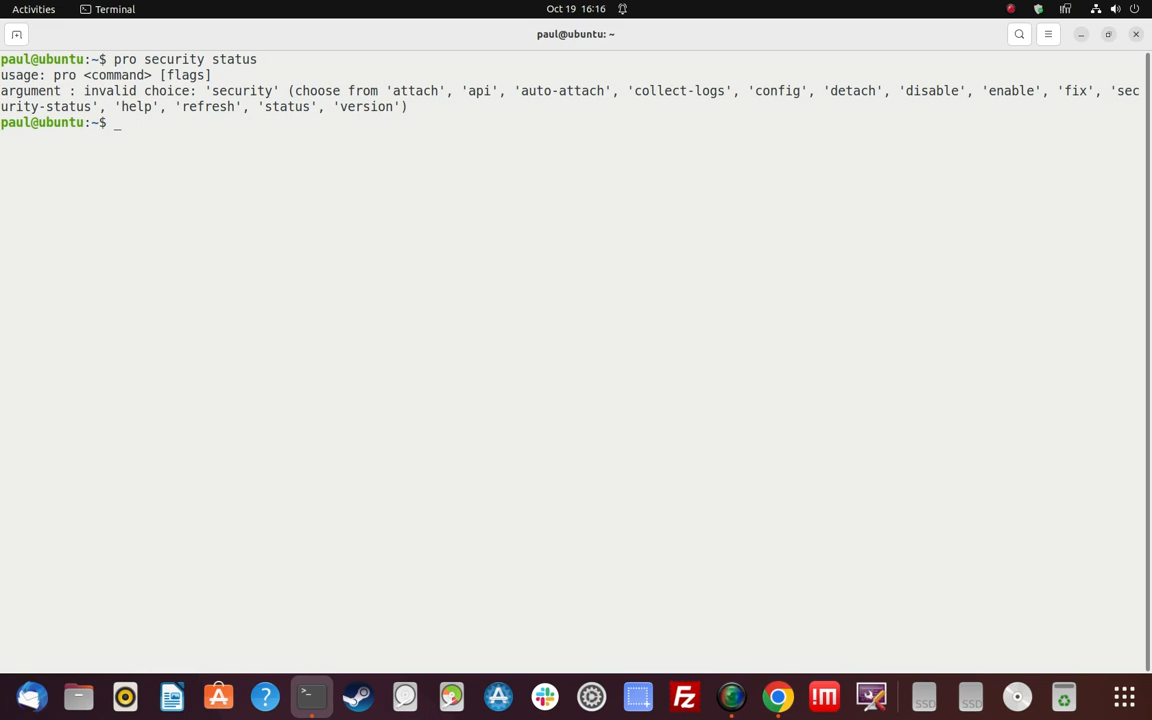 Activities
Terminal
Oct 19 16:16
paul@ubuntu: ~
paul@ubuntu:~$ pro security status
usage: pro <command> [flags]
argument : invalid choice: 'security' (choose from 'attach', 'api', 'auto-attach', 'collect-logs', 'config', 'detach', 'disable', 'enable', 'fix', 'sec
urity-status', 'help', 'refresh', 'status', 'version')
paul@ubuntu:~$ _
SSD
SSD